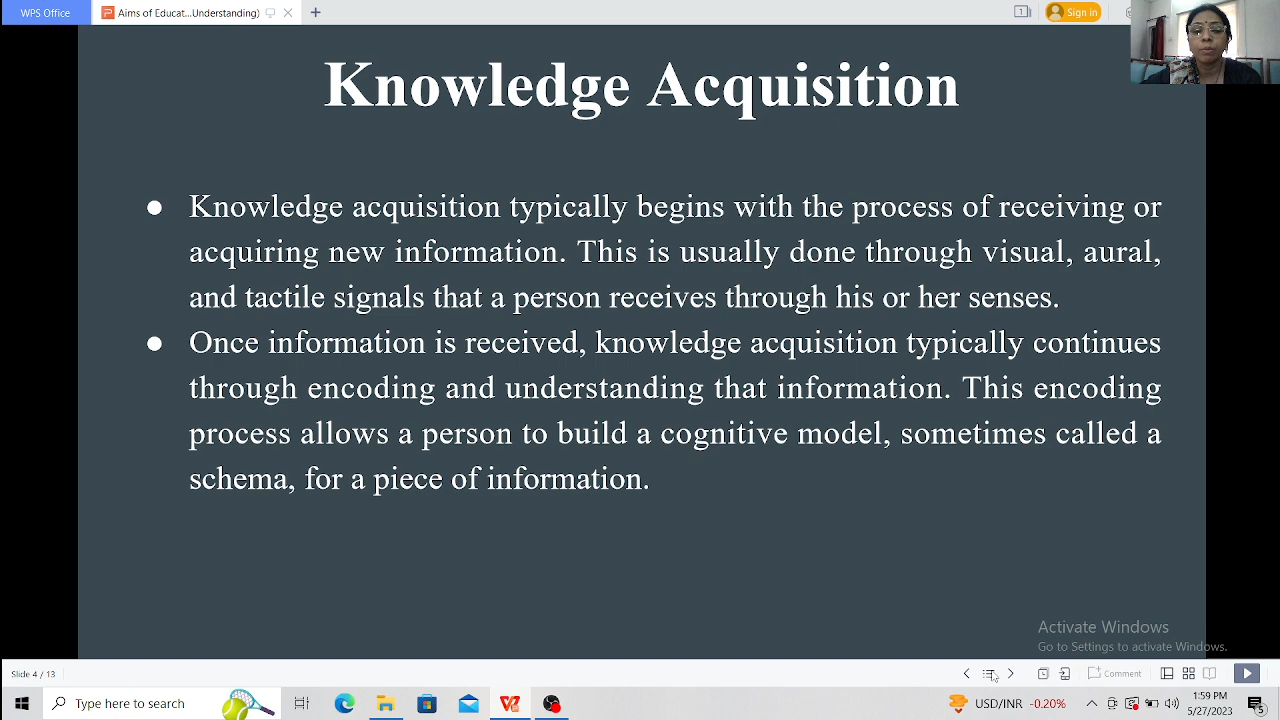 WPS Office
Aims of Educat...Understanding)
Sign in
Knowledge Acquisition
● Knowledge acquisition typically begins with the process of receiving or
acquiring new information. This is usually done through visual, aural,
and tactile signals that a person receives through his or her senses.
● Once information is received, knowledge acquisition typically continues
through encoding and understanding that information. This encoding
process allows a person to build a cognitive model, sometimes called a
schema, for a piece of information.
Activate Windows
Go to Settings to activate Windows.
Slide 4 / 13
Comment
Type here to search
USD/INR -0.20%
1:59 PM
5/27/2023
5